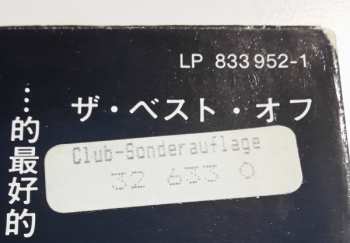 LP 833 952-1
ザ・ベスト・オフ
…的最好的
Club-Sonderauflage
32 633 0